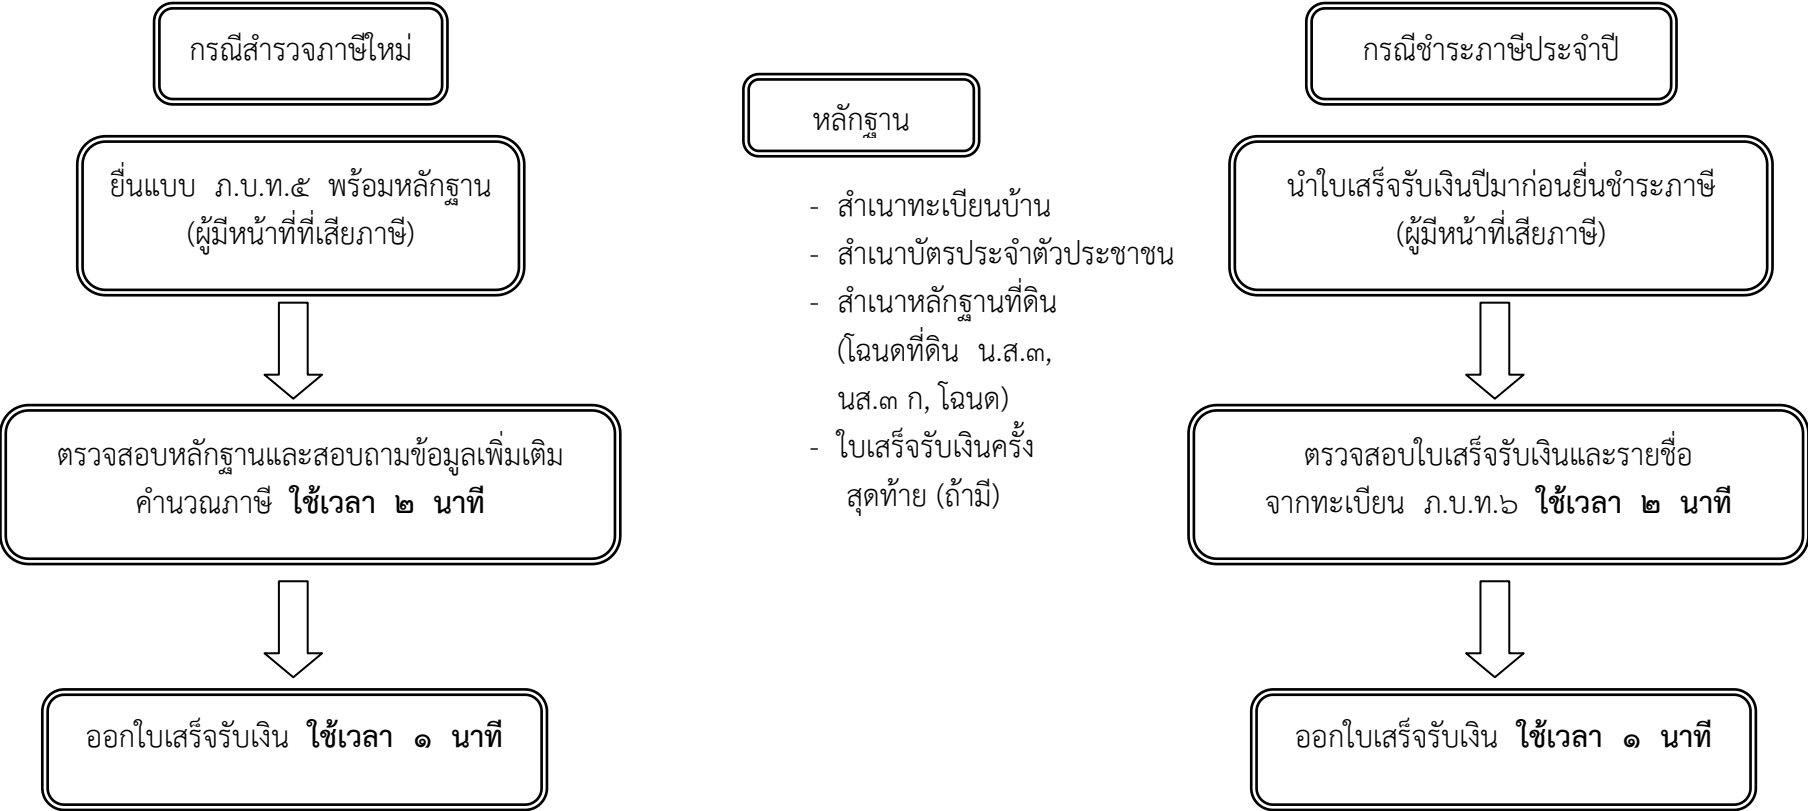 กรณีสำรวจภาษีใหม่
ยื่นแบบ ภ.บ.ท.๕ พร้อมหลักฐาน
(ผู้มีหน้าที่ที่เสียภาษี)
ตรวจสอบหลักฐานและสอบถามข้อมูลเพิ่มเติม
คำนวณภาษี ใช้เวลา ๒ นาที
ออกใบเสร็จรับเงิน ใช้เวลา ๑ นาที
หลักฐาน
- สำเนาทะเบียนบ้าน
- สำเนาบัตรประจำตัวประชาชน
- สำเนาหลักฐานที่ดิน
(โฉนดที่ดิน น.ส.๓,
นส.๓ ก, โฉนด)
- ใบเสร็จรับเงินครั้ง
สุดท้าย (ถ้ามี)
กรณีชำระภาษีประจำปี
นำใบเสร็จรับเงินปีมาก่อนยื่นชำระภาษี
(ผู้มีหน้าที่เสียภาษี)
ตรวจสอบใบเสร็จรับเงินและรายชื่อ
จากทะเบียน ภ.บ.ท.๖ ใช้เวลา ๒ นาที
ออกใบเสร็จรับเงิน ใช้เวลา ๑ นาที